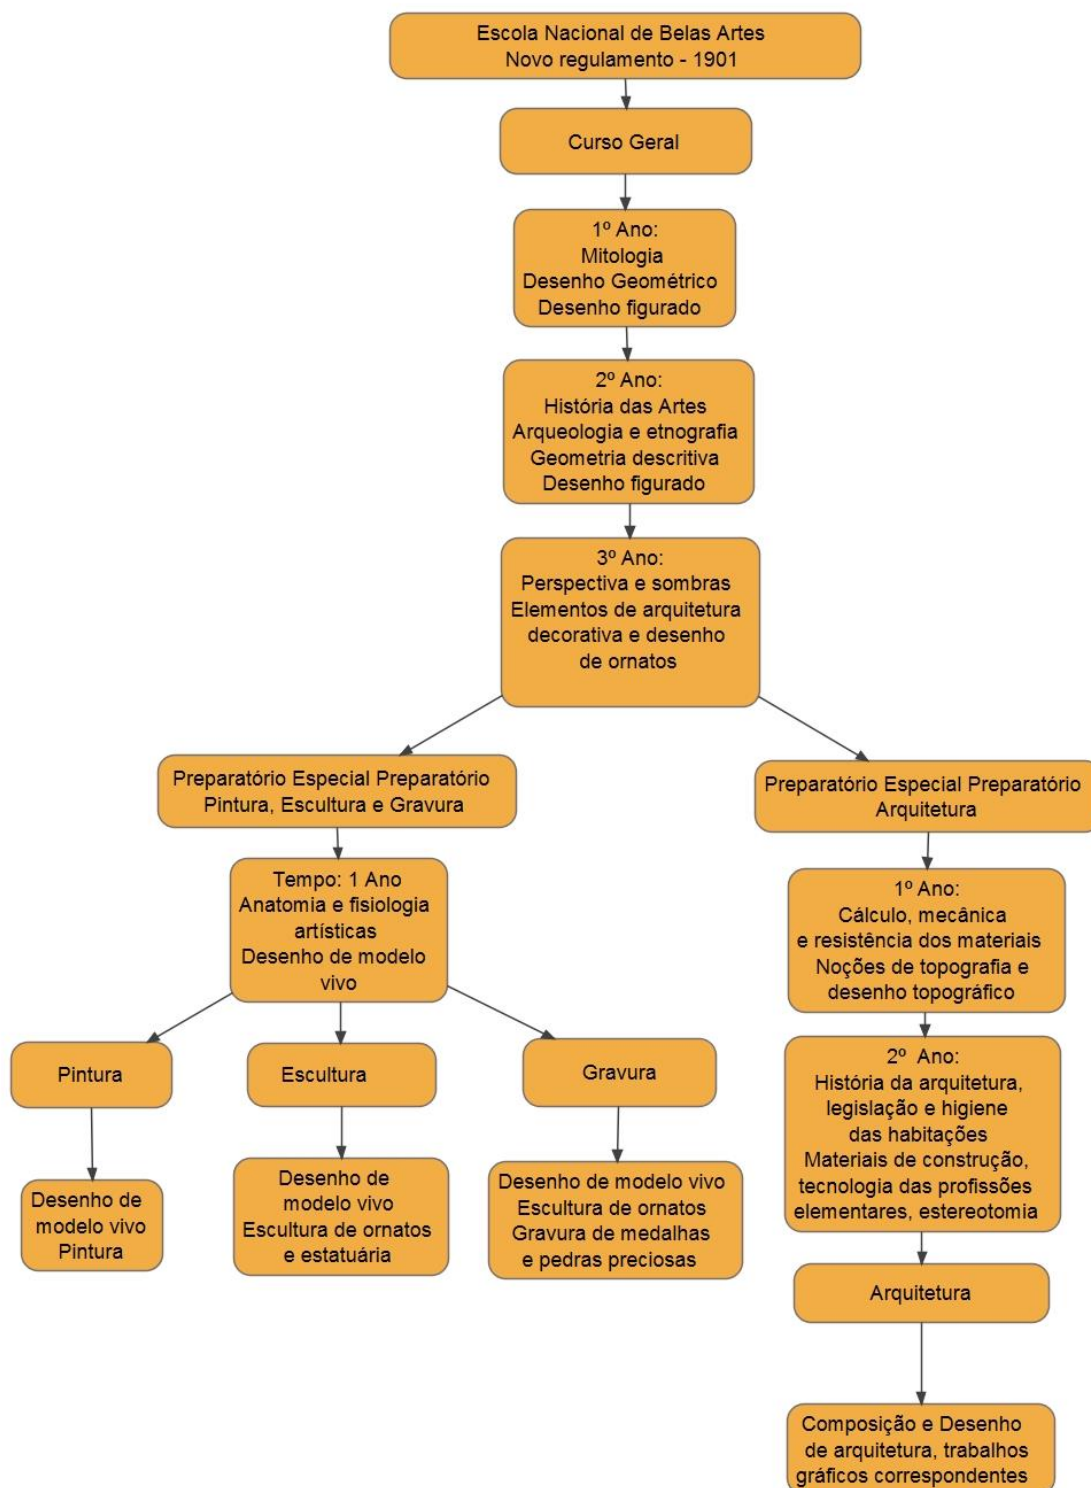 Escola Nacional de Belas Artes
Novo regulamento - 1901
Curso Geral
1º Ano:
Mitologia
Desenho Geométrico
Desenho figurado
2º Ano:
História das Artes
Arqueologia e etnografia
Geometria descritiva
Desenho figurado
3º Ano:
Perspectiva e sombras
Elementos de arquitetura
decorativa e desenho
de ornatos
Preparatório Especial Preparatório
Pintura, Escultura e Gravura
Tempo: 1 Ano
Anatomia e fisiologia
artísticas
Desenho de modelo
vivo
Pintura
Desenho de
modelo vivo
Pintura
Escultura
Desenho de
modelo vivo
Escultura de ornatos
e estatuária
Gravura
Desenho de modelo vivo
Escultura de ornatos
Gravura de medalhas
e pedras preciosas
Preparatório Especial Preparatório
Arquitetura
1º Ano:
Cálculo, mecânica
e resistência dos materiais
Noções de topografia e
desenho topográfico
2º Ano:
História da arquitetura,
legislação e higiene
das habitações
Materiais de construção,
tecnologia das profissões
elementares, estereotomia
Arquitetura
Composição e Desenho
de arquitetura, trabalhos
gráficos correspondentes